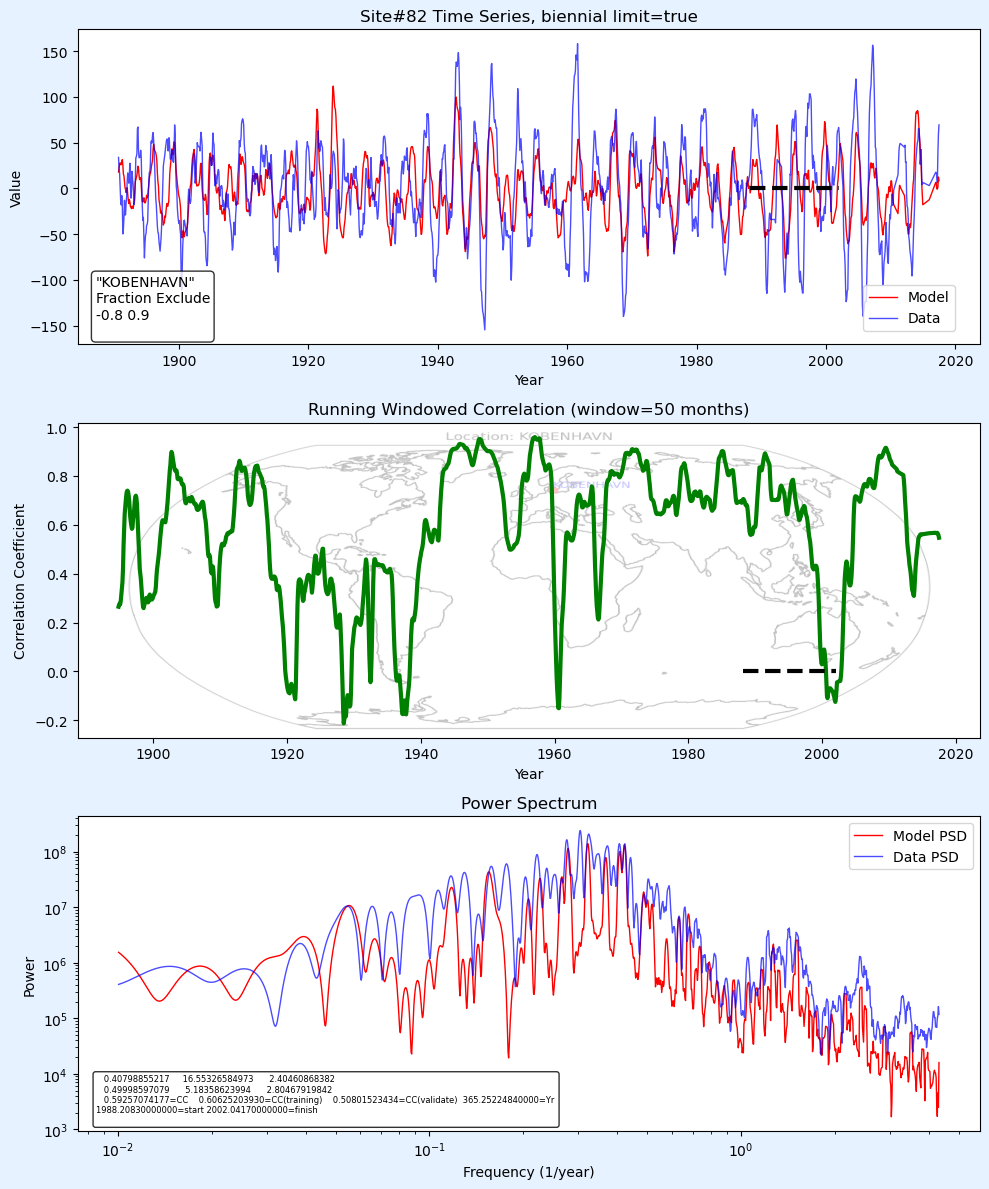 Site#82 Time Series, biennial limit=true
Value
150
100
50
0
−50
−100
−150
"KOBENHAVN"
Fraction Exclude
-0.8 0.9
Model
Data
1900 1920 1940 1960 1980 2000 2020
Year
Running Windowed Correlation (window=50 months)
Correlation Coefficient
1.0
0.8
0.6
0.4
0.2
0.0
−0.2
Location: KOBENHAVN
KOBENHAVN
1900 1920 1940 1960 1980 2000 2020
Year
Power Spectrum
Power
10⁸
10⁷
10⁶
10⁵
10⁴
10³
Model PSD
Data PSD
0.40798855217 16.55326584973 2.40460868382
0.49998597079 5.18358623994 2.80467919842
0.59257074177=CC 0.60625203930=CC(training) 0.50801523434=CC(validate) 365.25224840000=Yr
1988.20830000000=start 2002.04170000000=finish
10⁻² 10⁻¹ 10⁰
Frequency (1/year)